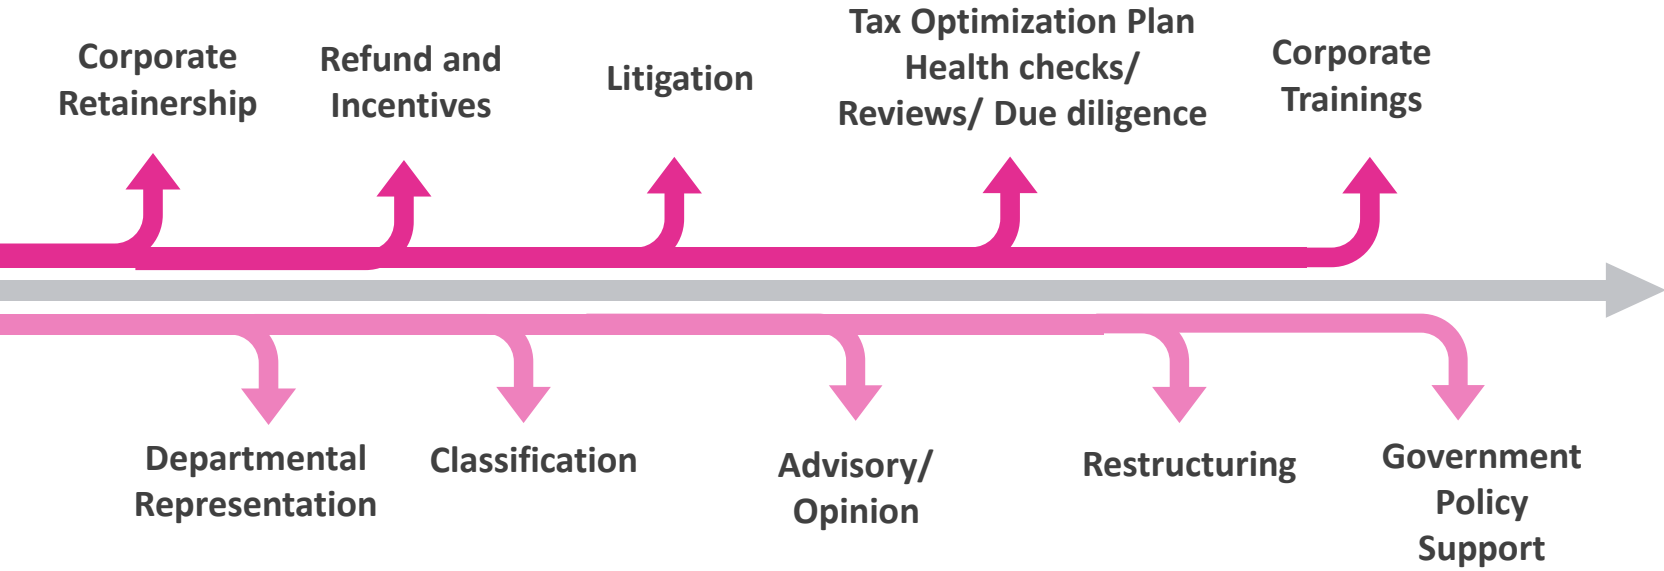 Corporate
Retainership
Refund and
Incentives
Litigation
Tax Optimization Plan
Health checks/
Reviews/ Due diligence
Corporate
Trainings
Departmental
Representation
Classification
Advisory/
Opinion
Restructuring
Government
Policy
Support